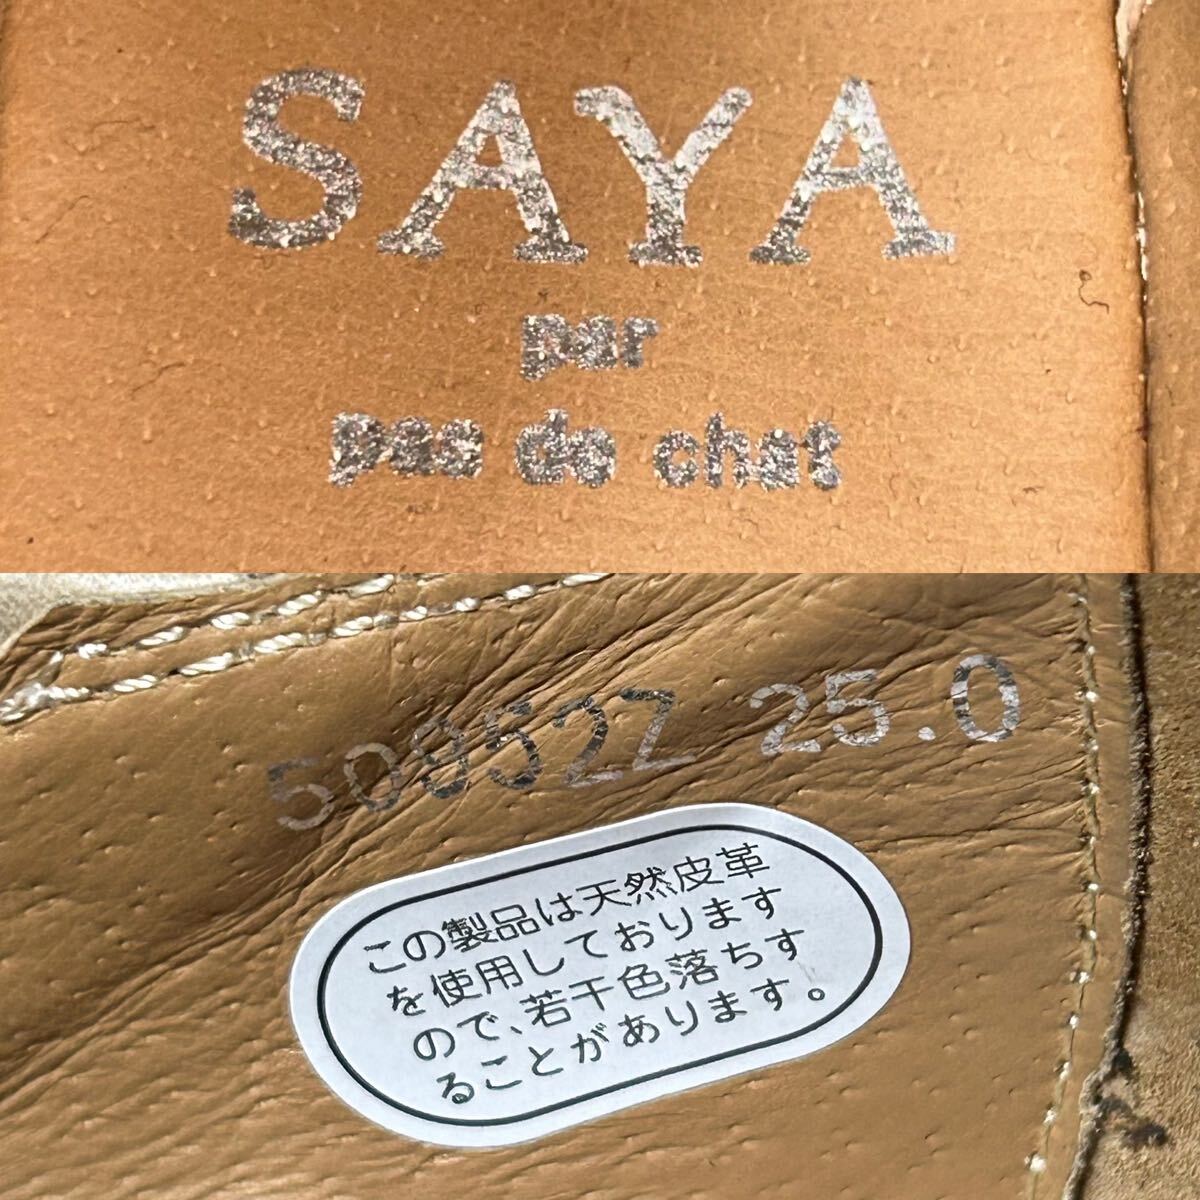 SAYA
par
pas de chat
50052Z 25.0
この製品は天然皮革
を使用しております
ので、若干色落ちす
ることがあります。